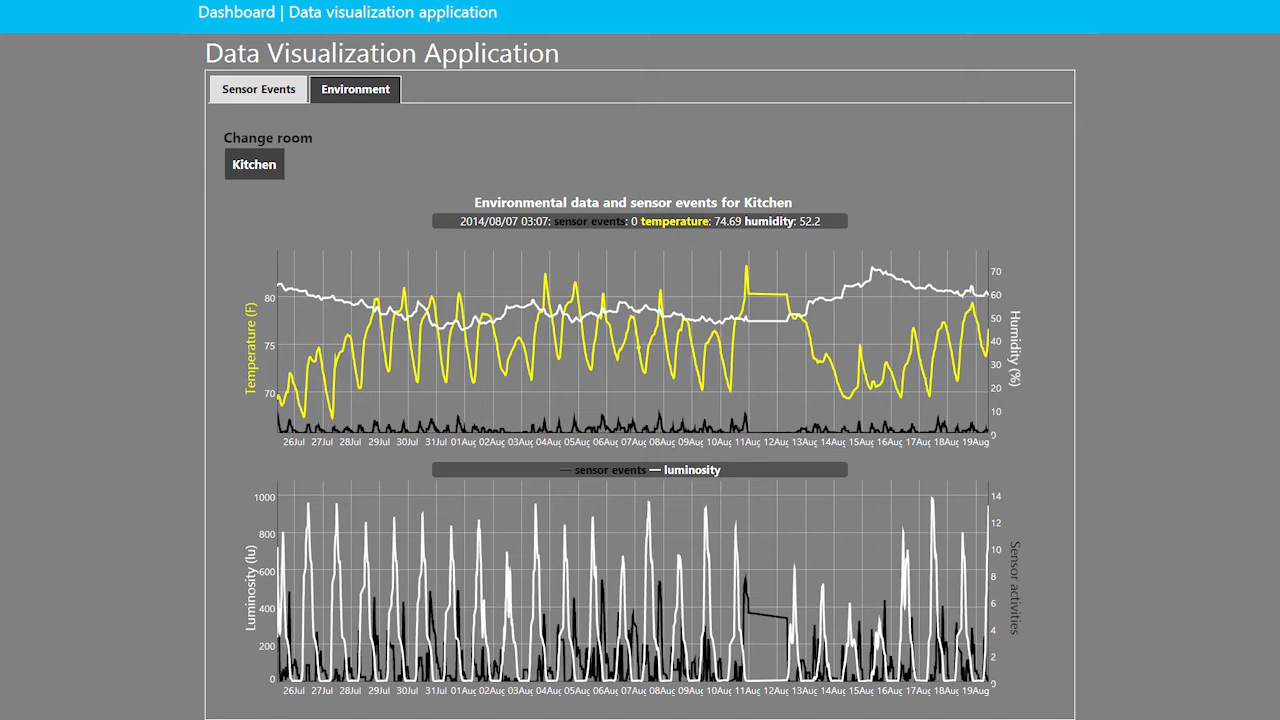 Dashboard | Data visualization application
Data Visualization Application
Sensor Events
Environment
Change room
Kitchen
Environmental data and sensor events for Kitchen
2014/08/07 03:07: sensor events: 0 temperature: 74.69 humidity: 52.2
Temperature (F)
80
75
70
70
60
50
40
30
20
10
0
Humidity (%)
26Jul 27Jul 28Jul 29Jul 30Jul 31Jul 01Aug 02Aug 03Aug 04Aug 05Aug 06Aug 07Aug 08Aug 09Aug 10Aug 11Aug 12Aug 13Aug 14Aug 15Aug 16Aug 17Aug 18Aug 19Aug
— sensor events — luminosity
Luminosity (lu)
1000
800
600
400
200
0
14
12
10
8
6
4
2
0
Sensor activities
26Jul 27Jul 28Jul 29Jul 30Jul 31Jul 01Aug 02Aug 03Aug 04Aug 05Aug 06Aug 07Aug 08Aug 09Aug 10Aug 11Aug 12Aug 13Aug 14Aug 15Aug 16Aug 17Aug 18Aug 19Aug